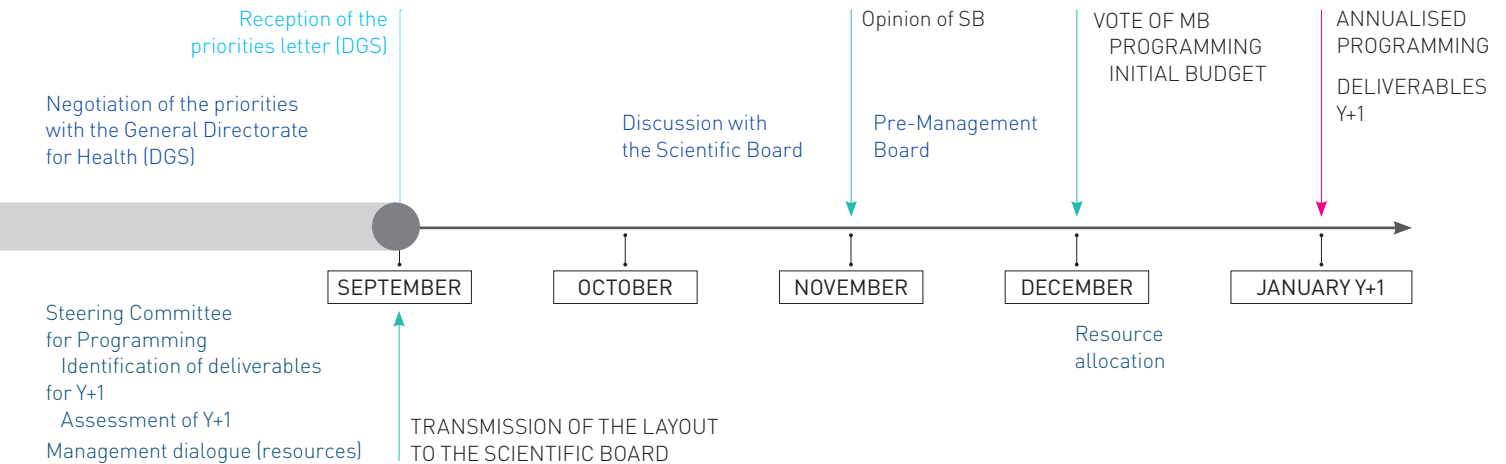 Reception of the
priorities letter (DGS)
Negotiation of the priorities
with the General Directorate
for Health (DGS)
Discussion with
the Scientific Board
Opinion of SB
Pre-Management
Board
VOTE OF MB
PROGRAMMING
INITIAL BUDGET
ANNUALISED
PROGRAMMING
DELIVERABLES
Y+1
SEPTEMBER
OCTOBER
NOVEMBER
DECEMBER
JANUARY Y+1
Steering Committee
for Programming
Identification of deliverables
for Y+1
Assessment of Y+1
Management dialogue (resources)
TRANSMISSION OF THE LAYOUT
TO THE SCIENTIFIC BOARD
Resource
allocation